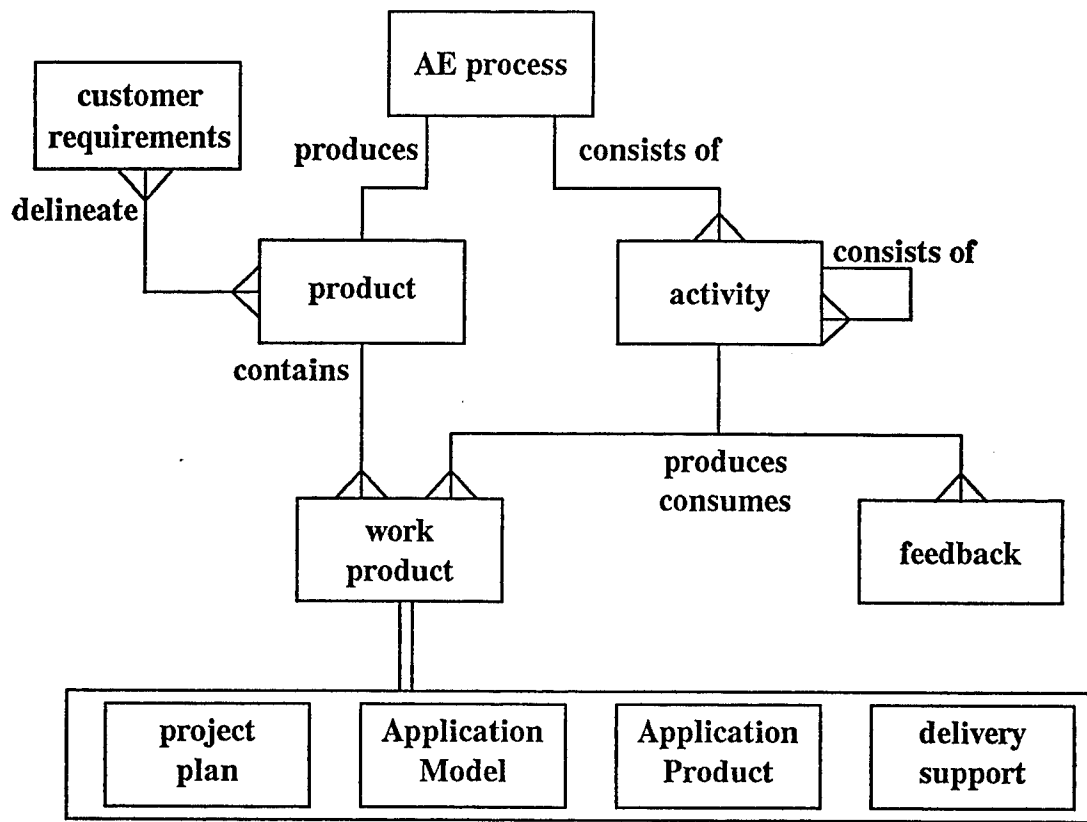 AE process
customer
requirements
produces
consists of
delineate
product
activity
consists of
contains
produces
consumes
work
product
feedback
project
plan
Application
Model
Application
Product
delivery
support